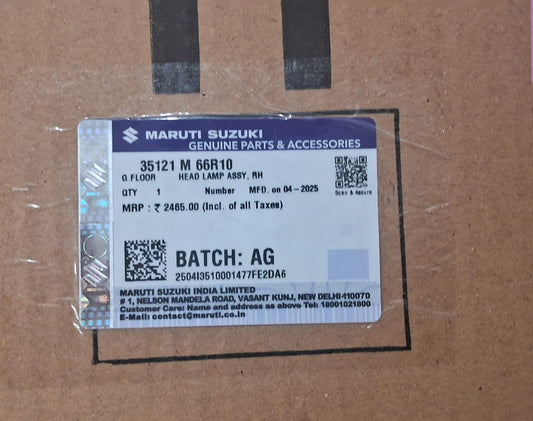 MARUTI SUZUKI
GENUINE PARTS & ACCESSORIES
35121 M 66R10
G FLOOR HEAD LAMP ASSY, RH
QTY 1 Number MFD. on 04-2025
Scan & Assure
MRP : ₹ 2465.00 (Incl. of all Taxes)
BATCH: AG
2504I3510001477FE2DA6
MARUTI SUZUKI INDIA LIMITED
# 1, NELSON MANDELA ROAD, VASANT KUNJ, NEW DELHI-110070
Customer Care: Name and address as above Tel: 18001021800
E-Mail: contact@maruti.co.in